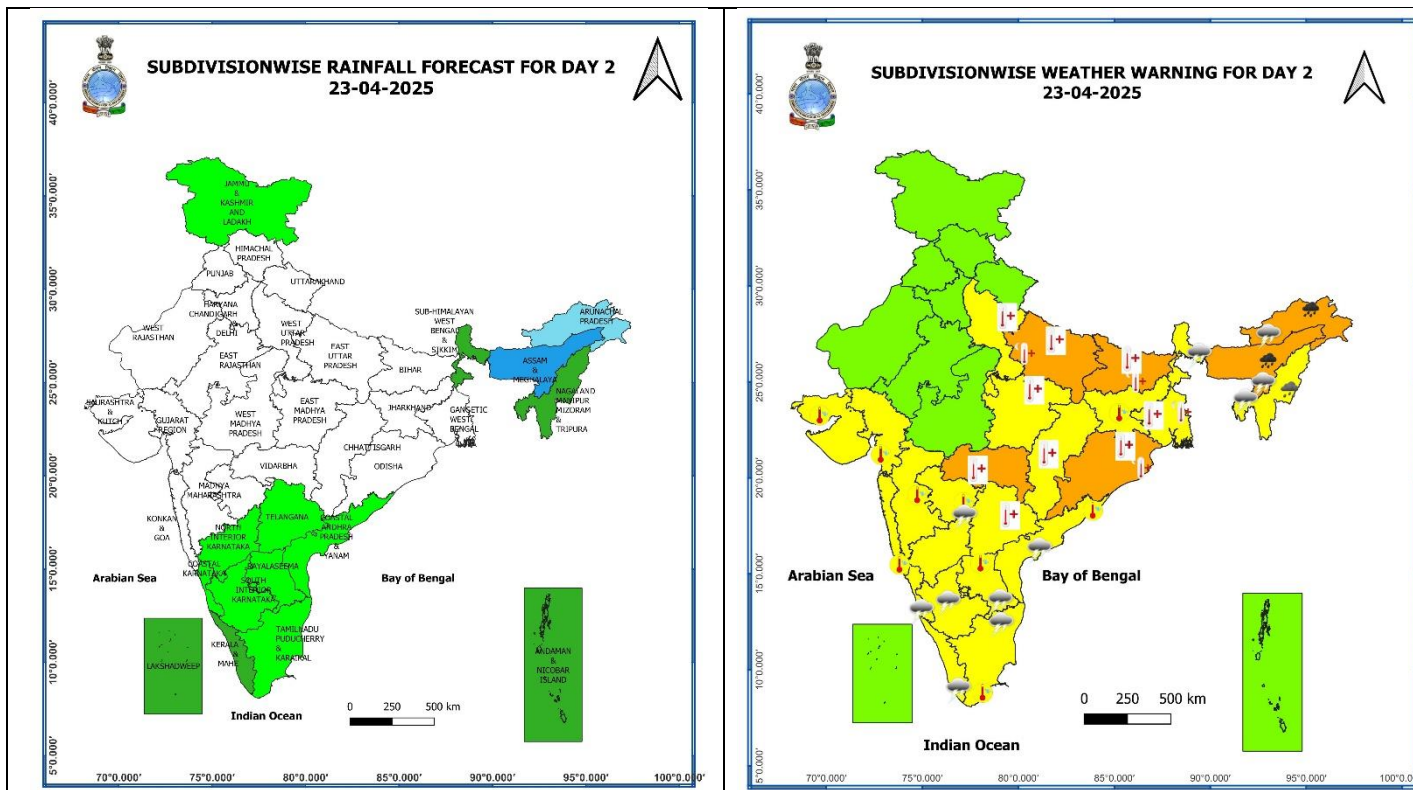 SUBDIVISIONWISE RAINFALL FORECAST FOR DAY 2
23-04-2025
40°0.000'
35°0.000'
30°0.000'
25°0.000'
20°0.000'
15°0.000'
10°0.000'
5°0.000'
JAMMU
&
KASHMIR
AND
LADAKH
HIMACHAL
PRADESH
PUNJAB
UTTARAKHAND
HARYANA
CHANDIGARH
&
DELHI
WEST
RAJASTHAN
WEST
UTTAR
PRADESH
SUB-HIMALAYAN
WEST
BENGAL
&
SIKKIM
ARUNACHAL
PRADESH
EAST
RAJASTHAN
EAST
UTTAR
PRADESH
BIHAR
ASSAM
&
MEGHALAYA
NAGALAND
MANIPUR
MIZORAM
&
TRIPURA
SAURASHTRA
&
KUTCH
GUJARAT
REGION
WEST
MADHYA
PRADESH
EAST
MADHYA
PRADESH
JHARKHAND
GANGETIC
WEST
BENGAL
CHHATTISGARH
ODISHA
VIDARBHA
MADHYA
MAHARASHTRA
KONKAN
&
GOA
TELANGANA
NORTH
INTERIOR
KARNATAKA
COASTAL
ANDHRA
PRADESH
&
YANAM
COASTAL
KARNATAKA
RAYALASEEMA
SOUTH
INTERIOR
KARNATAKA
Arabian Sea
Bay of Bengal
TAMILNADU
PUDUCHERRY
&
KARAIKAL
KERALA
&
MAHE
LAKSHADWEEP
ANDAMAN
&
NICOBAR
ISLAND
Indian Ocean
0 250 500 km
70°0.000' 75°0.000' 80°0.000' 85°0.000' 90°0.000' 95°0.000' 100°0.000'
SUBDIVISIONWISE WEATHER WARNING FOR DAY 2
23-04-2025
40°0.000'
35°0.000'
30°0.000'
25°0.000'
20°0.000'
15°0.000'
10°0.000'
5°0.000'
Arabian Sea
Bay of Bengal
Indian Ocean
0 250 500 km
70°0.000' 75°0.000' 80°0.000' 85°0.000' 90°0.000' 95°0.000' 100°0.000'